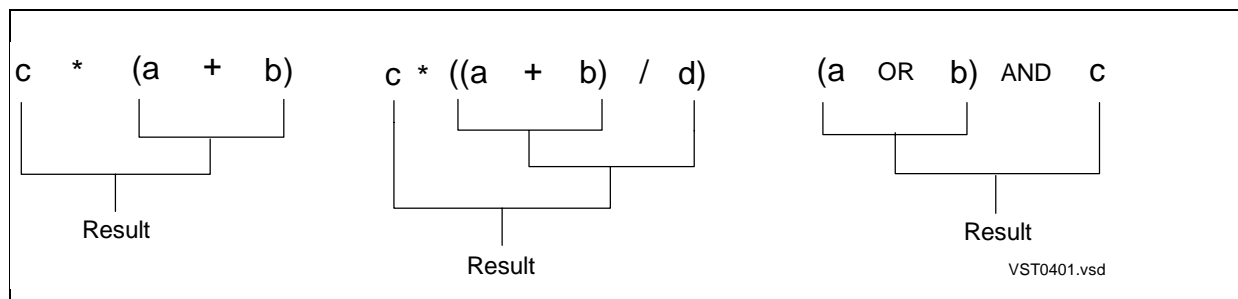 c * (a + b)
c * ((a + b) / d)
(a OR b) AND c
Result
Result
Result
VST0401.vsd